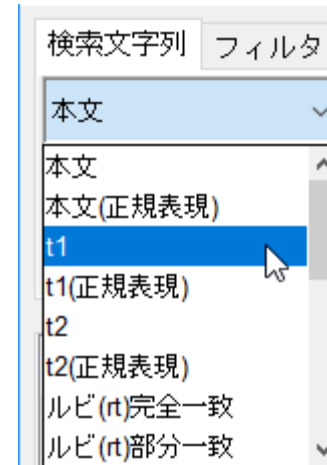 検索文字列 フィルタ
本文
本文
本文(正規表現)
t1
t1(正規表現)
t2
t2(正規表現)
ルビ(rt)完全一致
ルビ(rt)部分一致